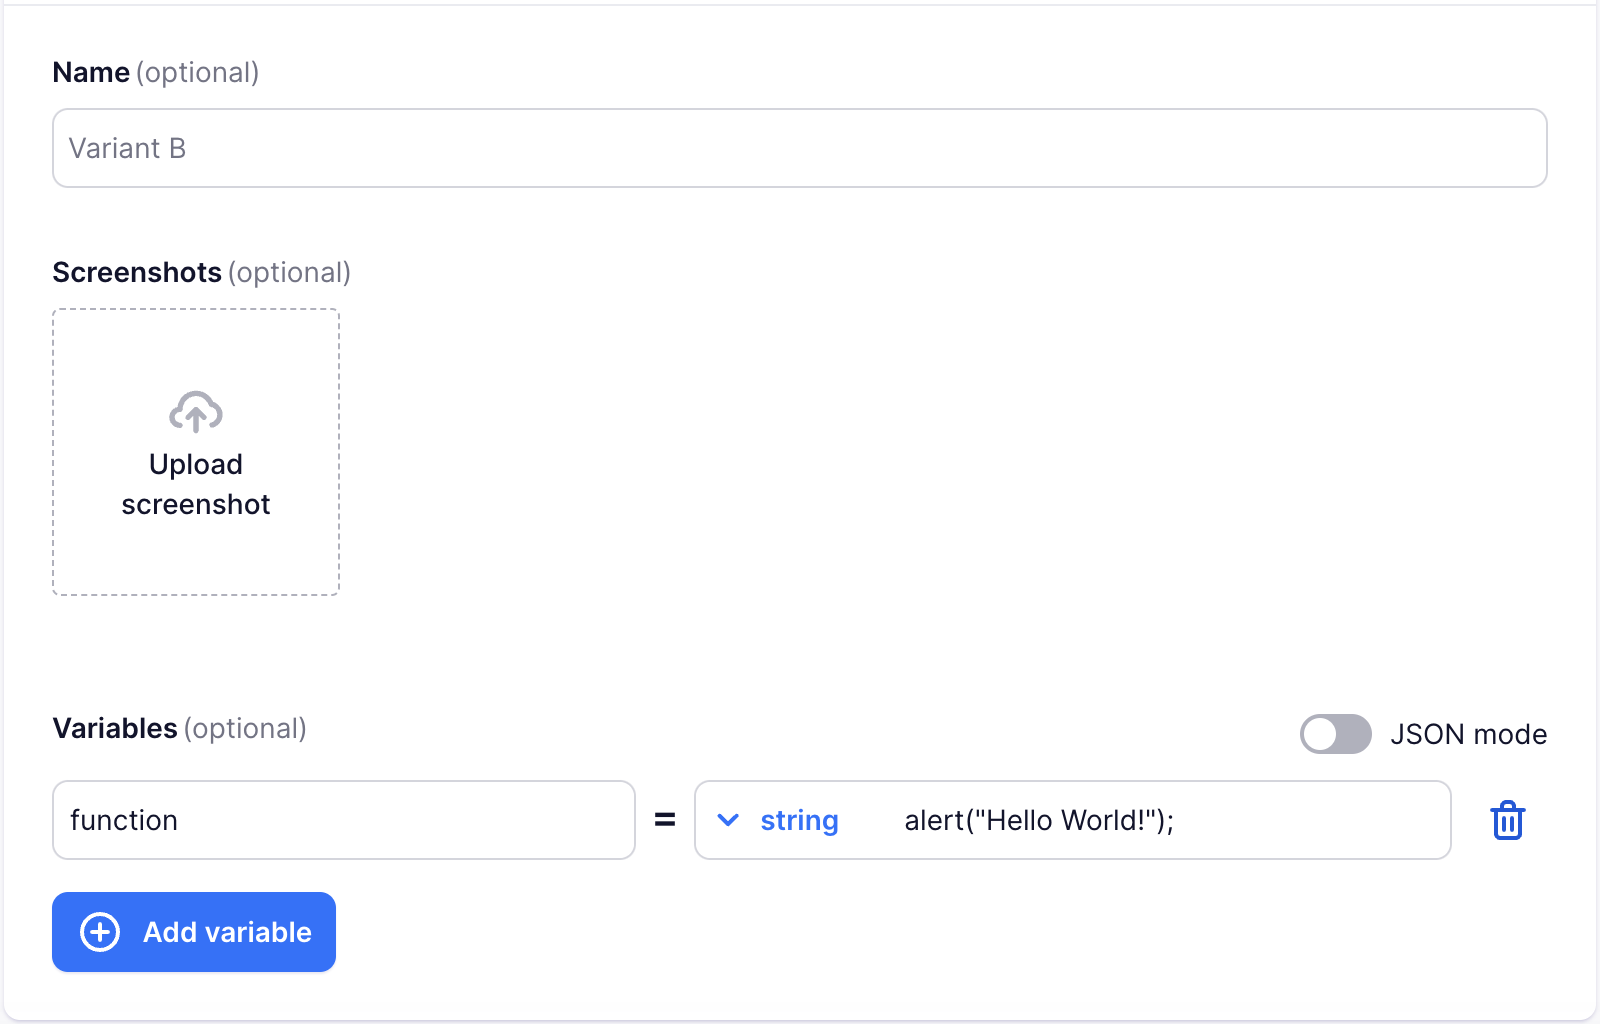 Name (optional)
Variant B
Screenshots (optional)
Upload
screenshot
Variables (optional)
JSON mode
function = string alert("Hello World!");
Add variable